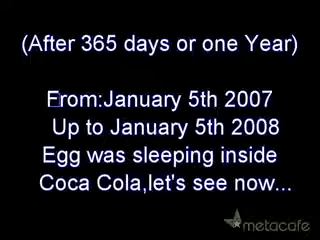 (After 365 days or one Year)
From:January 5th 2007
Up to January 5th 2008
Egg was sleeping inside
Coca Cola,let's see now...
metacafe